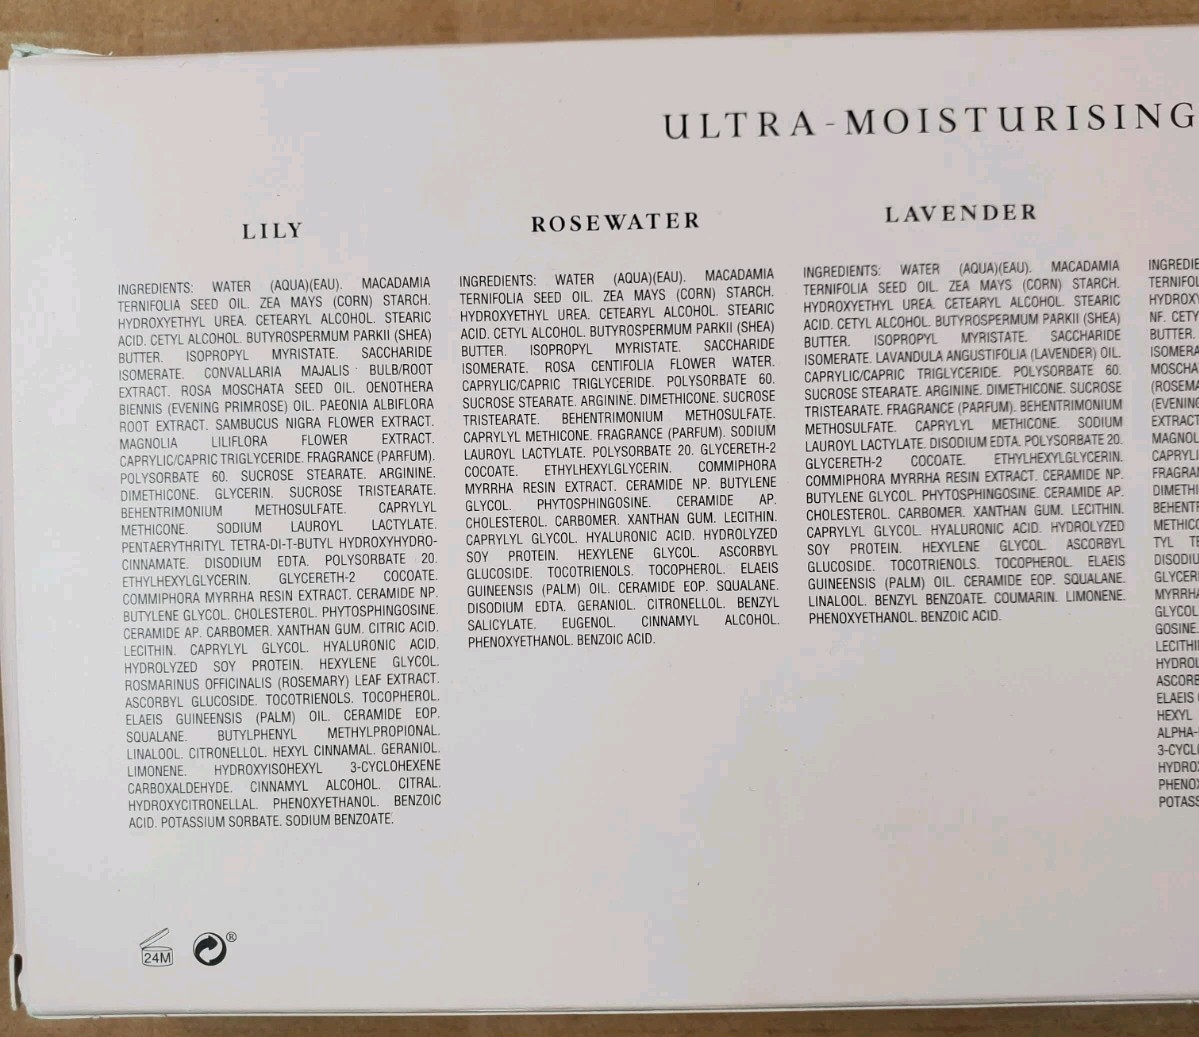 ULTRA-MOISTURISING
LILY
INGREDIENTS: WATER (AQUA)(EAU). MACADAMIA
TERNIFOLIA SEED OIL. ZEA MAYS (CORN) STARCH.
HYDROXYETHYL UREA. CETEARYL ALCOHOL. STEARIC
ACID. CETYL ALCOHOL. BUTYROSPERMUM PARKII (SHEA)
BUTTER. ISOPROPYL MYRISTATE. SACCHARIDE
ISOMERATE. CONVALLARIA MAJALIS BULB/ROOT
EXTRACT. ROSA MOSCHATA SEED OIL. OENOTHERA
BIENNIS (EVENING PRIMROSE) OIL. PAEONIA ALBIFLORA
ROOT EXTRACT. SAMBUCUS NIGRA FLOWER EXTRACT.
MAGNOLIA LILIFLORA FLOWER EXTRACT.
CAPRYLIC/CAPRIC TRIGLYCERIDE. FRAGRANCE (PARFUM).
POLYSORBATE 60. SUCROSE STEARATE. ARGININE.
DIMETHICONE. GLYCERIN. SUCROSE TRISTEARATE.
BEHENTRIMONIUM METHOSULFATE. CAPRYLYL
METHICONE. SODIUM LAUROYL LACTYLATE.
PENTAERYTHRITYL TETRA-DI-T-BUTYL HYDROXYHYDRO-
CINNAMATE. DISODIUM EDTA. POLYSORBATE 20.
ETHYLHEXYLGLYCERIN. GLYCERETH-2 COCOATE.
COMMIPHORA MYRRHA RESIN EXTRACT. CERAMIDE NP.
BUTYLENE GLYCOL. CHOLESTEROL. PHYTOSPHINGOSINE.
CERAMIDE AP. CARBOMER. XANTHAN GUM. CITRIC ACID.
LECITHIN. CAPRYLYL GLYCOL. HYALURONIC ACID.
HYDROLYZED SOY PROTEIN. HEXYLENE GLYCOL.
ROSMARINUS OFFICINALIS (ROSEMARY) LEAF EXTRACT.
ASCORBYL GLUCOSIDE. TOCOTRIENOLS. TOCOPHEROL.
ELAEIS GUINEENSIS (PALM) OIL. CERAMIDE EOP.
SQUALANE. BUTYLPHENYL METHYLPROPIONAL.
LINALOOL. CITRONELLOL. HEXYL CINNAMAL. GERANIOL.
LIMONENE. HYDROXYISOHEXYL 3-CYCLOHEXENE
CARBOXALDEHYDE. CINNAMYL ALCOHOL. CITRAL.
HYDROXYCITRONELLAL. PHENOXYETHANOL. BENZOIC
ACID. POTASSIUM SORBATE. SODIUM BENZOATE.
ROSEWATER
INGREDIENTS: WATER (AQUA)(EAU). MACADAMIA
TERNIFOLIA SEED OIL. ZEA MAYS (CORN) STARCH.
HYDROXYETHYL UREA. CETEARYL ALCOHOL. STEARIC
ACID. CETYL ALCOHOL. BUTYROSPERMUM PARKII (SHEA)
BUTTER. ISOPROPYL MYRISTATE. SACCHARIDE
ISOMERATE. ROSA CENTIFOLIA FLOWER WATER.
CAPRYLIC/CAPRIC TRIGLYCERIDE. POLYSORBATE 60.
SUCROSE STEARATE. ARGININE. DIMETHICONE. SUCROSE
TRISTEARATE. BEHENTRIMONIUM METHOSULFATE.
CAPRYLYL METHICONE. FRAGRANCE (PARFUM). SODIUM
LAUROYL LACTYLATE. POLYSORBATE 20. GLYCERETH-2
COCOATE. ETHYLHEXYLGLYCERIN. COMMIPHORA
MYRRHA RESIN EXTRACT. CERAMIDE NP. BUTYLENE
GLYCOL. PHYTOSPHINGOSINE. CERAMIDE AP.
CHOLESTEROL. CARBOMER. XANTHAN GUM. LECITHIN.
CAPRYLYL GLYCOL. HYALURONIC ACID. HYDROLYZED
SOY PROTEIN. HEXYLENE GLYCOL. ASCORBYL
GLUCOSIDE. TOCOTRIENOLS. TOCOPHEROL. ELAEIS
GUINEENSIS (PALM) OIL. CERAMIDE EOP. SQUALANE.
DISODIUM EDTA. GERANIOL. CITRONELLOL. BENZYL
SALICYLATE. EUGENOL. CINNAMYL ALCOHOL.
PHENOXYETHANOL. BENZOIC ACID.
LAVENDER
INGREDIENTS: WATER (AQUA)(EAU). MACADAMIA
TERNIFOLIA SEED OIL. ZEA MAYS (CORN) STARCH.
HYDROXYETHYL UREA. CETEARYL ALCOHOL. STEARIC
ACID. CETYL ALCOHOL. BUTYROSPERMUM PARKII (SHEA)
BUTTER. ISOPROPYL MYRISTATE. SACCHARIDE
ISOMERATE. LAVANDULA ANGUSTIFOLIA (LAVENDER) OIL.
CAPRYLIC/CAPRIC TRIGLYCERIDE. POLYSORBATE 60.
SUCROSE STEARATE. ARGININE. DIMETHICONE. SUCROSE
TRISTEARATE. FRAGRANCE (PARFUM). BEHENTRIMONIUM
METHOSULFATE. CAPRYLYL METHICONE. SODIUM
LAUROYL LACTYLATE. DISODIUM EDTA. POLYSORBATE 20.
GLYCERETH-2 COCOATE. ETHYLHEXYLGLYCERIN.
COMMIPHORA MYRRHA RESIN EXTRACT. CERAMIDE NP.
BUTYLENE GLYCOL. PHYTOSPHINGOSINE. CERAMIDE AP.
CHOLESTEROL. CARBOMER. XANTHAN GUM. LECITHIN.
CAPRYLYL GLYCOL. HYALURONIC ACID. HYDROLYZED
SOY PROTEIN. HEXYLENE GLYCOL. ASCORBYL
GLUCOSIDE. TOCOTRIENOLS. TOCOPHEROL. ELAEIS
GUINEENSIS (PALM) OIL. CERAMIDE EOP. SQUALANE.
LINALOOL. BENZYL BENZOATE. COUMARIN. LIMONENE.
PHENOXYETHANOL. BENZOIC ACID.
NF. CETY
BUTTER.
(ROSEMA
(EVENING
EXTRACT
TYL TE
GOSINE.
ELAEIS
HEXYL
ALPHA-
3-CYCL
24M
®